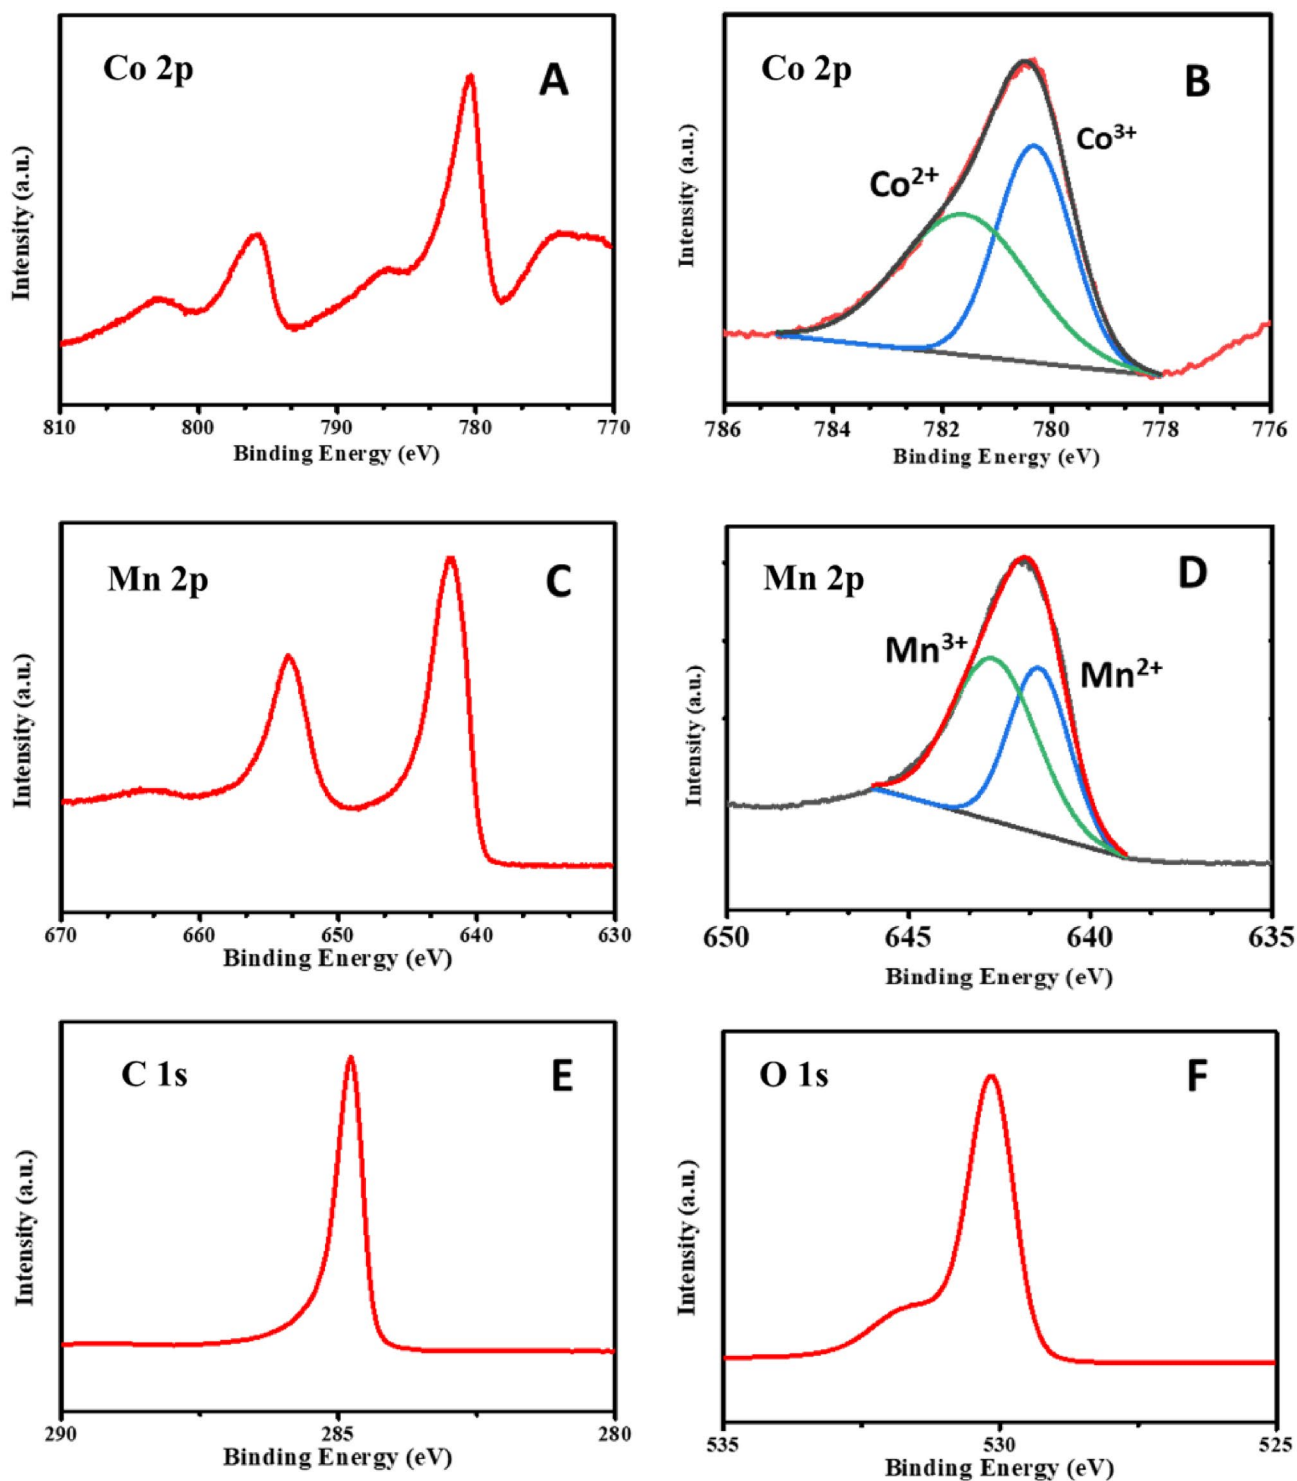 Co 2p
A
Intensity (a.u.)
810 800 790 780 770
Binding Energy (eV)
Co 2p
B
Co²⁺
Co³⁺
Intensity (a.u.)
786 784 782 780 778 776
Binding Energy (eV)
Mn 2p
C
Intensity (a.u.)
670 660 650 640 630
Binding Energy (eV)
Mn 2p
D
Mn³⁺
Mn²⁺
Intensity (a.u.)
650 645 640 635
Binding Energy (eV)
C 1s
E
Intensity (a.u.)
290 285 280
Binding Energy (eV)
O 1s
F
Intensity (a.u.)
535 530 525
Binding Energy (eV)